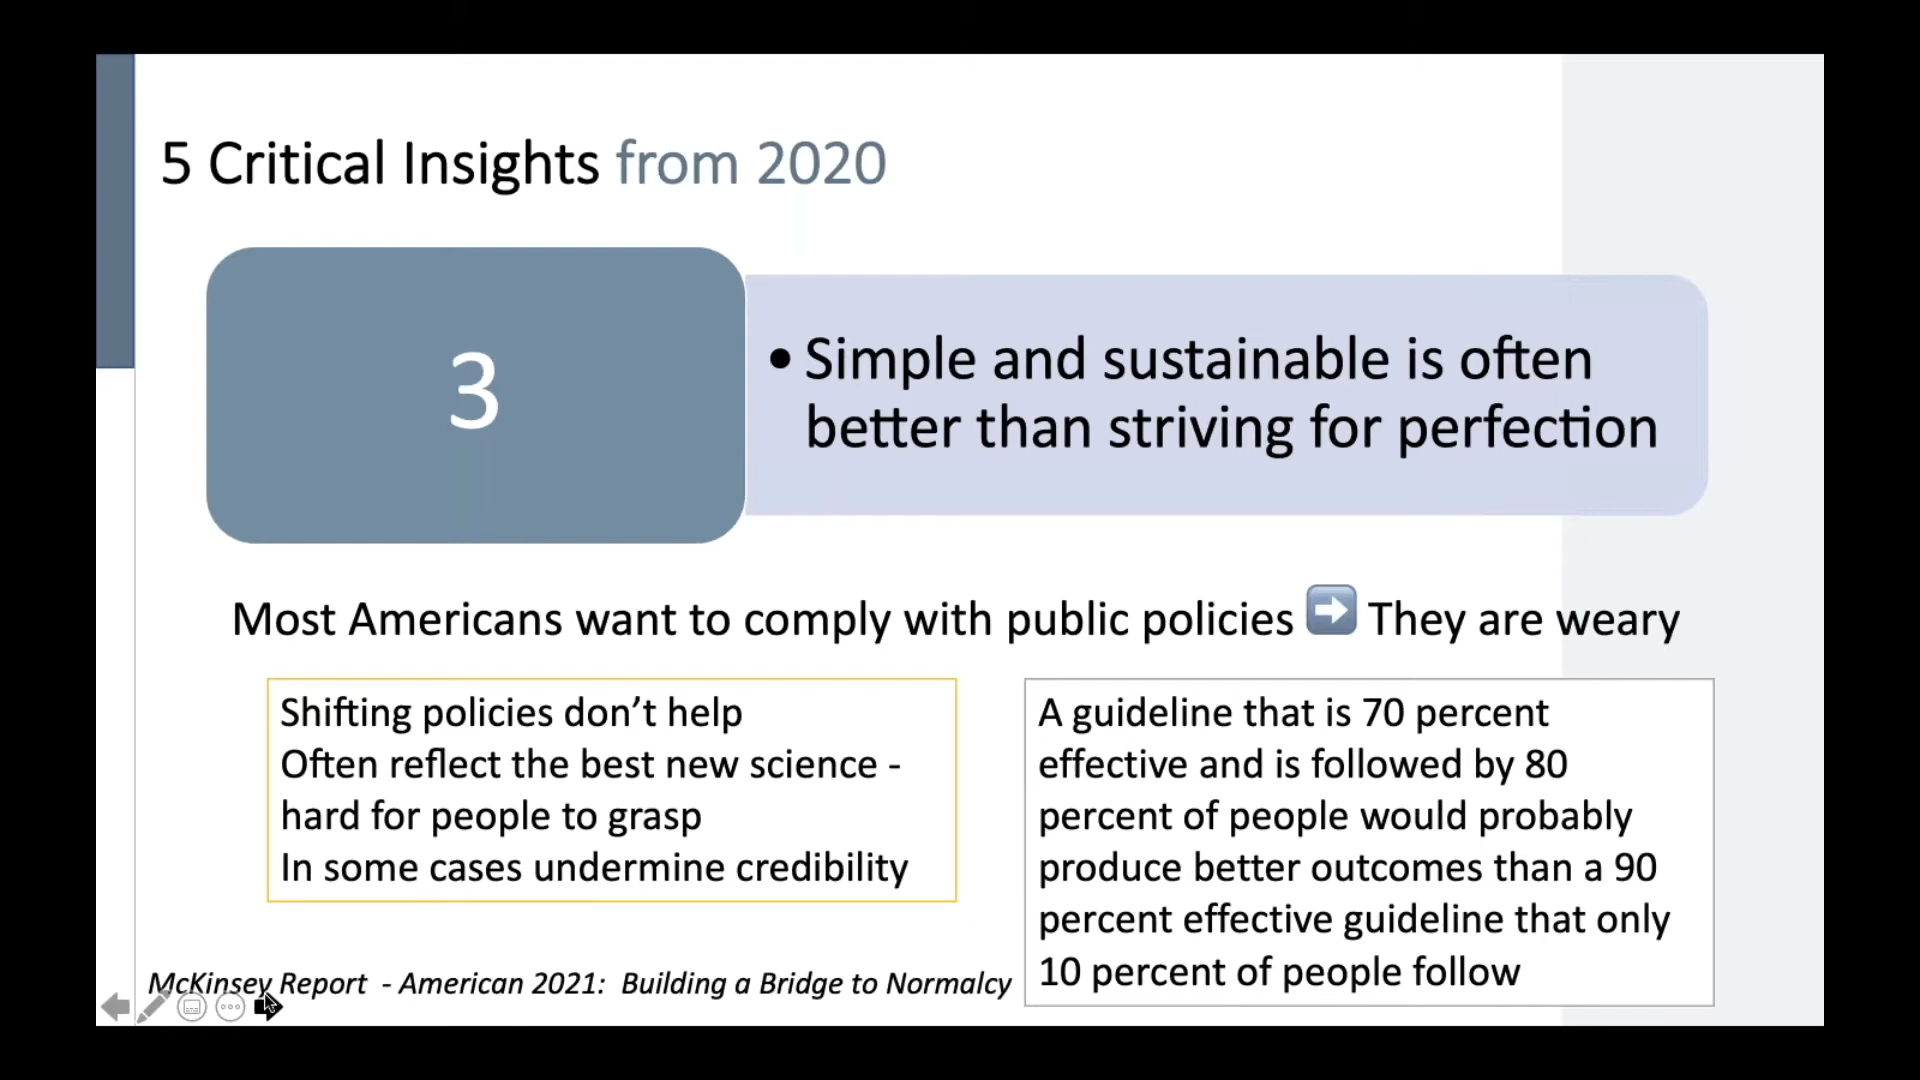 5 Critical Insights from 2020
3
• Simple and sustainable is often
better than striving for perfection
Most Americans want to comply with public policies ➡ They are weary
Shifting policies don’t help
Often reflect the best new science -
hard for people to grasp
In some cases undermine credibility
A guideline that is 70 percent
effective and is followed by 80
percent of people would probably
produce better outcomes than a 90
percent effective guideline that only
10 percent of people follow
McKinsey Report - American 2021: Building a Bridge to Normalcy